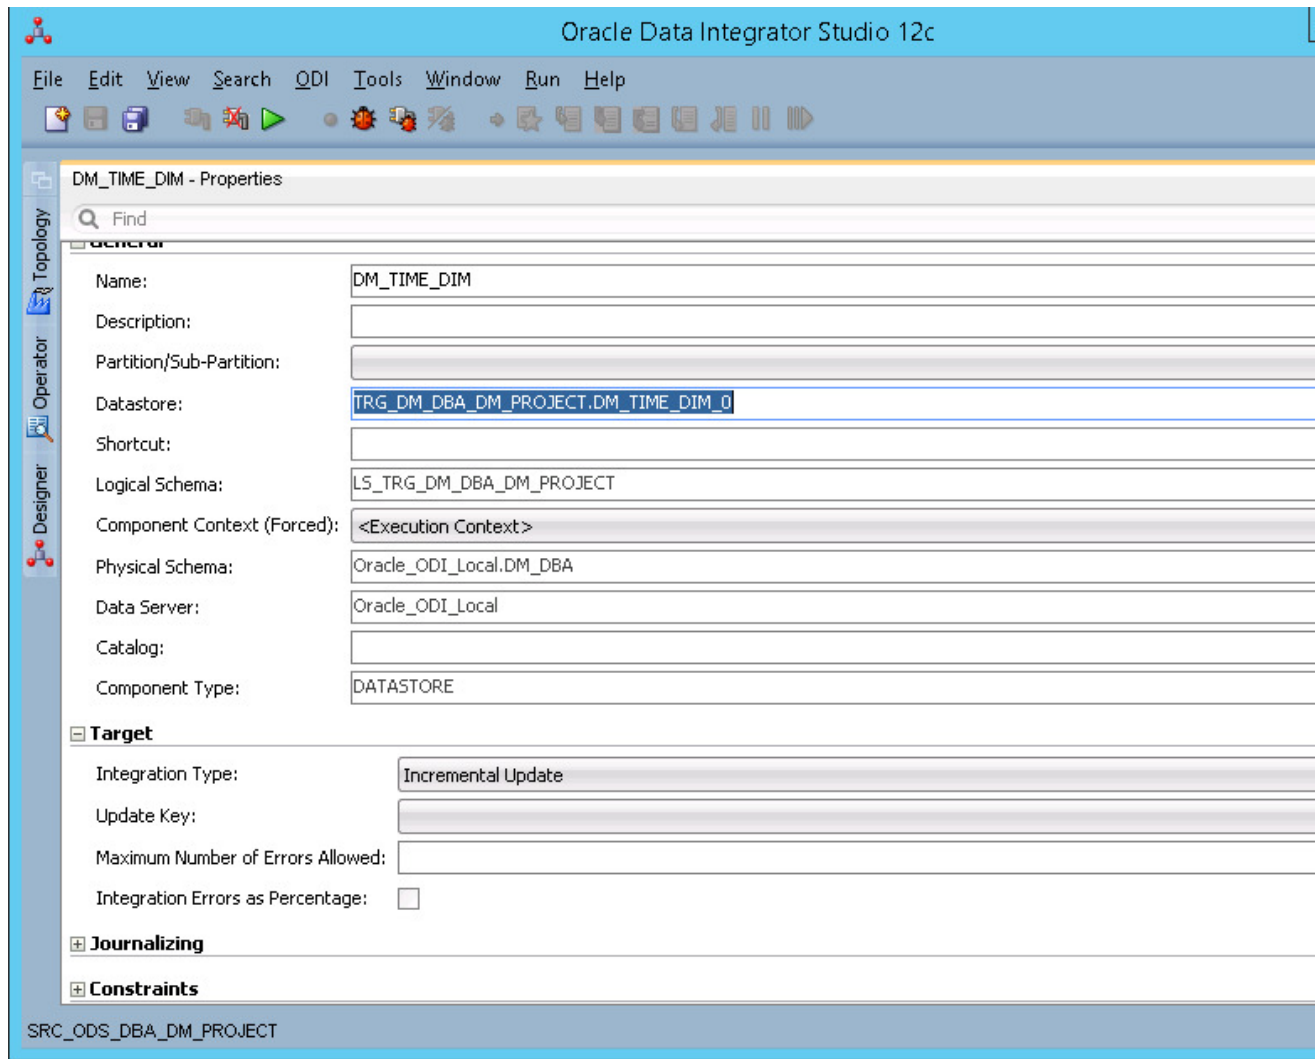 Oracle Data Integrator Studio 12c
File Edit View Search ODI Tools Window Run Help
DM_TIME_DIM - Properties
Find
General
Name: DM_TIME_DIM
Description:
Partition/Sub-Partition:
Datastore: TRG_DM_DBA_DM_PROJECT.DM_TIME_DIM_0
Shortcut:
Logical Schema: LS_TRG_DM_DBA_DM_PROJECT
Component Context (Forced): <Execution Context>
Physical Schema: Oracle_ODI_Local.DM_DBA
Data Server: Oracle_ODI_Local
Catalog:
Component Type: DATASTORE
Target
Integration Type: Incremental Update
Update Key:
Maximum Number of Errors Allowed:
Integration Errors as Percentage:
Journalizing
Constraints
Topology
Operator
Designer
SRC_ODS_DBA_DM_PROJECT